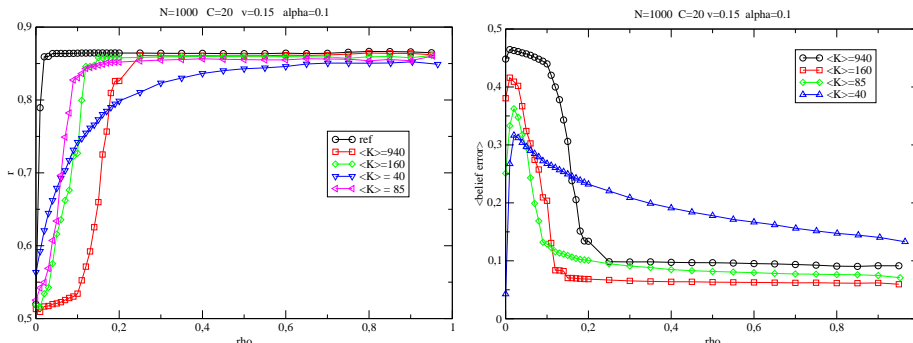 N=1000 C=20 v=0.15 alpha=0.1
0,9
0,8
0,7
0,6
0,5
r
ref
<K>=940
<K>=160
<K> = 40
<K> = 85
0
0,2
0,4
0,6
0,8
1
rho
N=1000 C=20 v=0.15 alpha=0.1
0,5
0,4
0,3
0,2
0,1
0
<belief error>
<K>=940
<K>=160
<K>=85
<K>=40
0
0,2
0,4
0,6
0,8
rho